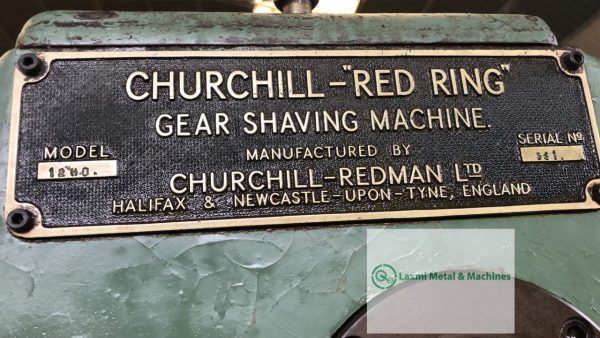 CHURCHILL-"RED RING"
GEAR SHAVING MACHINE.
MODEL
MANUFACTURED BY
SERIAL Nº
CHURCHILL-REDMAN LTD
HALIFAX & NEWCASTLE-UPON-TYNE, ENGLAND
Laxmi Metal & Machines